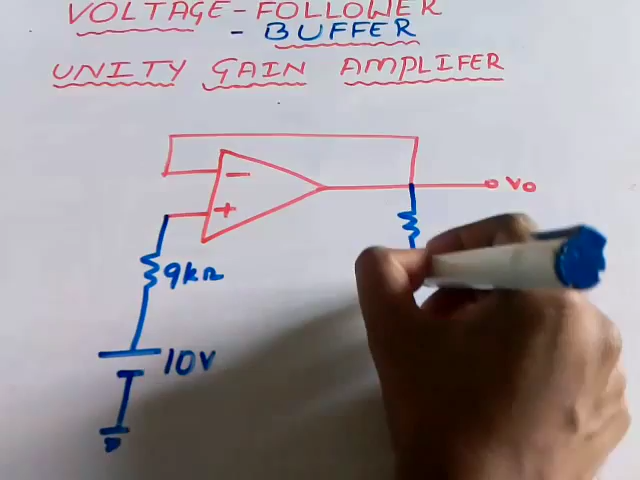 VOLTAGE-FOLLOWER
- BUFFER
UNITY GAIN AMPLIFER
−
+
Vo
9kΩ
10V